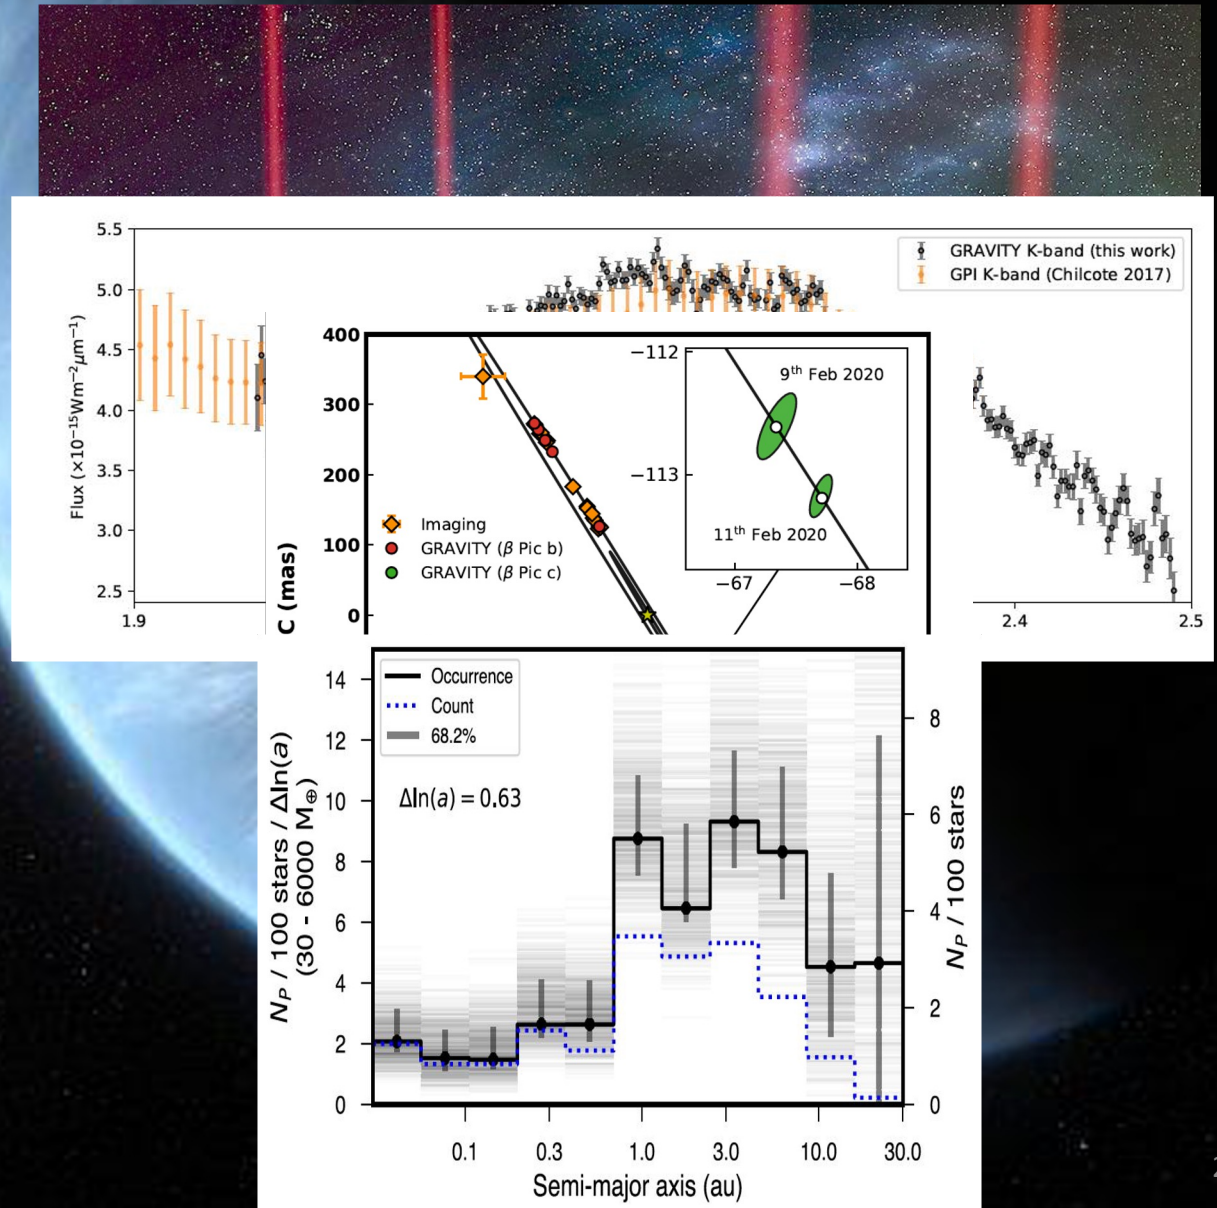 5.5
5.0
4.5
4.0
3.5
3.0
2.5
Flux (×10⁻¹⁵Wm⁻²μm⁻¹)
1.9
2.4
2.5
GRAVITY K-band (this work)
GPI K-band (Chilcote 2017)
400
300
200
100
0
C (mas)
Imaging
GRAVITY (β Pic b)
GRAVITY (β Pic c)
−112
−113
9th Feb 2020
11th Feb 2020
−67
−68
14
12
10
8
6
4
2
0
N_P / 100 stars / Δln(a)
(30 - 6000 M⊕)
Occurrence
Count
68.2%
Δln(a) = 0.63
8
6
4
2
0
N_P / 100 stars
0.1
0.3
1.0
3.0
10.0
30.0
Semi-major axis (au)